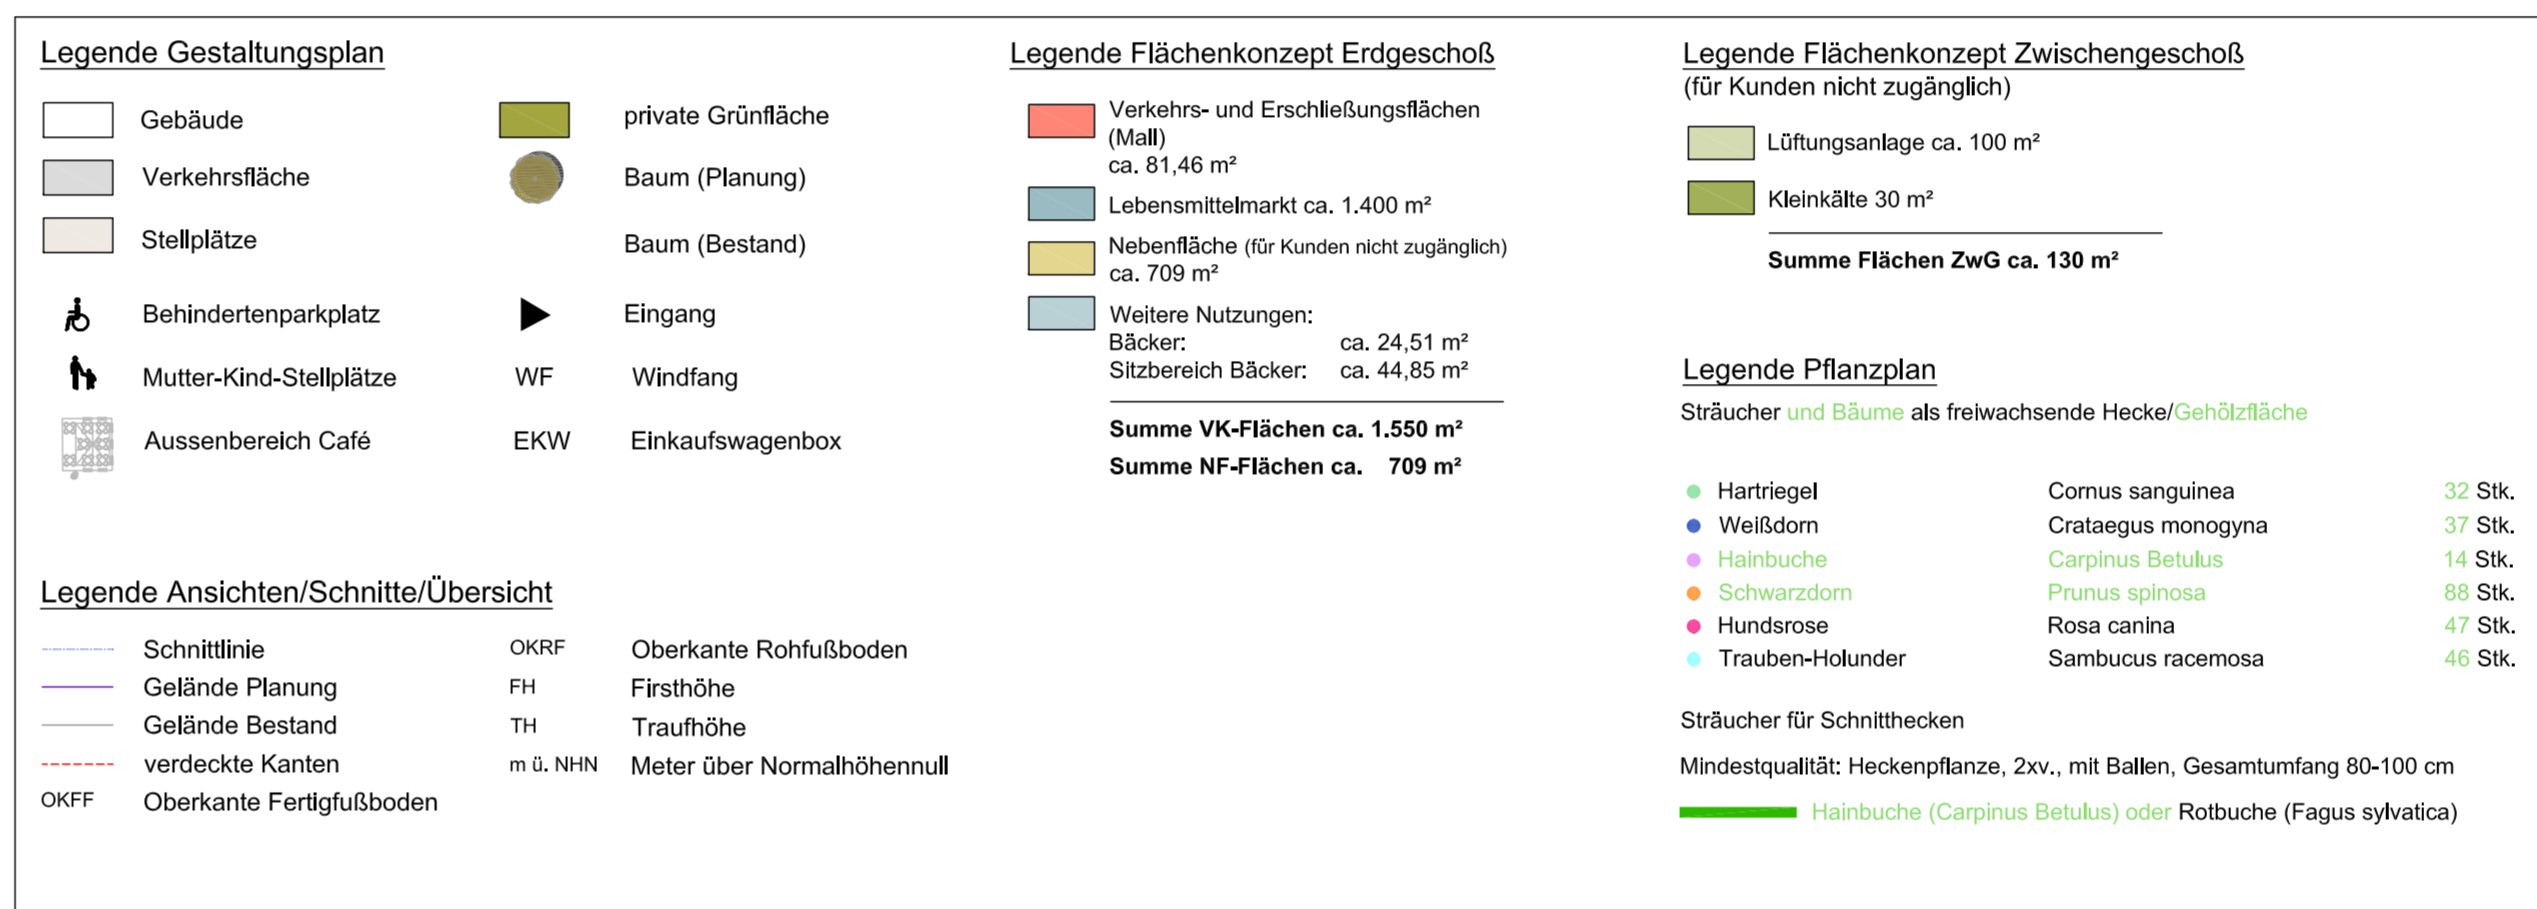 Legende Gestaltungsplan
Gebäude
Verkehrsfläche
Stellplätze
Behindertenparkplatz
Mutter-Kind-Stellplätze
Aussenbereich Café
private Grünfläche
Baum (Planung)
Baum (Bestand)
Eingang
WF Windfang
EKW Einkaufswagenbox
Legende Ansichten/Schnitte/Übersicht
Schnittlinie
Gelände Planung
Gelände Bestand
verdeckte Kanten
OKFF Oberkante Fertigfußboden
OKRF Oberkante Rohfußboden
FH Firsthöhe
TH Traufhöhe
m ü. NHN Meter über Normalhöhennull
Legende Flächenkonzept Erdgeschoß
Verkehrs- und Erschließungsflächen
(Mall)
ca. 81,46 m²
Lebensmittelmarkt ca. 1.400 m²
Nebenfläche (für Kunden nicht zugänglich)
ca. 709 m²
Weitere Nutzungen:
Bäcker: ca. 24,51 m²
Sitzbereich Bäcker: ca. 44,85 m²
Summe VK-Flächen ca. 1.550 m²
Summe NF-Flächen ca. 709 m²
Legende Flächenkonzept Zwischengeschoß
(für Kunden nicht zugänglich)
Lüftungsanlage ca. 100 m²
Kleinkälte 30 m²
Summe Flächen ZwG ca. 130 m²
Legende Pflanzplan
Sträucher und Bäume als freiwachsende Hecke/Gehölzfläche
Hartriegel Cornus sanguinea 32 Stk.
Weißdorn Crataegus monogyna 37 Stk.
Hainbuche Carpinus Betulus 14 Stk.
Schwarzdorn Prunus spinosa 88 Stk.
Hundsrose Rosa canina 47 Stk.
Trauben-Holunder Sambucus racemosa 46 Stk.
Sträucher für Schnitthecken
Mindestqualität: Heckenpflanze, 2xv., mit Ballen, Gesamtumfang 80-100 cm
Hainbuche (Carpinus Betulus) oder Rotbuche (Fagus sylvatica)